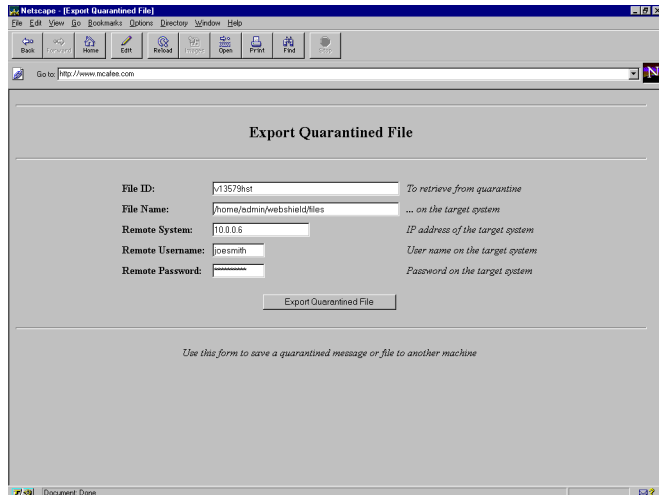 Netscape - [Export Quarantined File]
File Edit View Go Bookmarks Options Directory Window Help
Back Forward Home Edit Reload Images Open Print Find Stop
Go to: http://www.mcafee.com
N
Export Quarantined File
File ID: v13579hst To retrieve from quarantine
File Name: /home/admin/webshield/files ... on the target system
Remote System: 10.0.0.6 IP address of the target system
Remote Username: joesmith User name on the target system
Remote Password: ********** Password on the target system
Export Quarantined File
Use this form to save a quarantined message or file to another machine
Document: Done